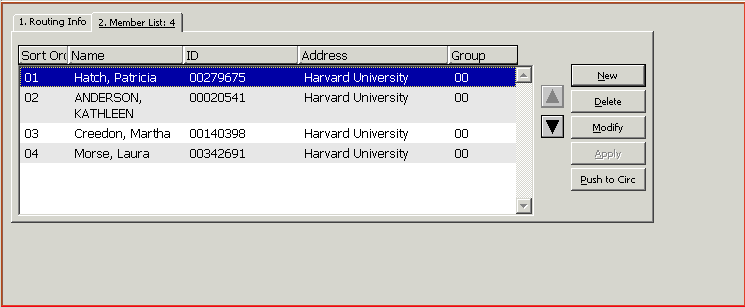 1. Routing Info 2. Member List: 4
Sort Orc Name ID Address Group
01 Hatch, Patricia 00279675 Harvard University 00
02 ANDERSON, 00020541 Harvard University 00
KATHLEEN
03 Creedon, Martha 00140398 Harvard University 00
04 Morse, Laura 00342691 Harvard University 00
New
Delete
Modify
Apply
Push to Circ